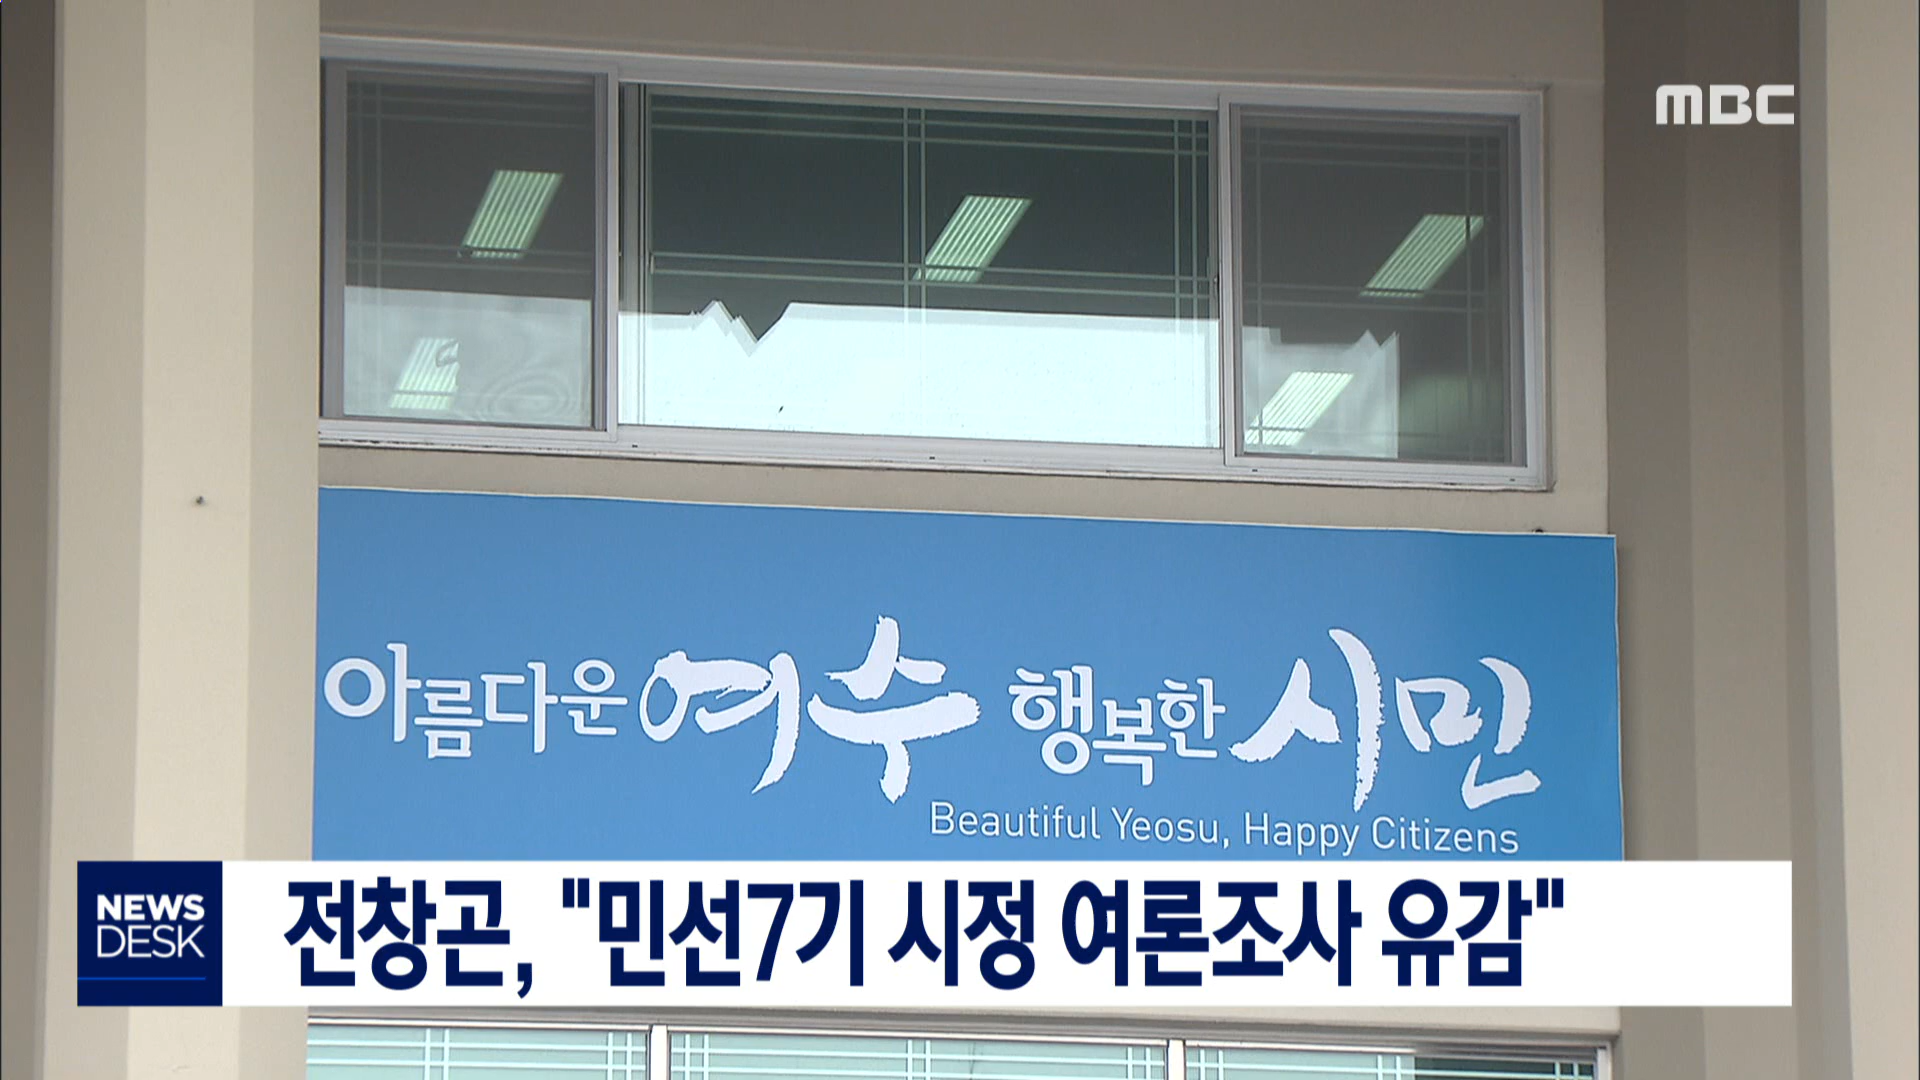 MBC
아름다운 여수 행복한 시민
Beautiful Yeosu, Happy Citizens
NEWS
DESK
전창곤, "민선7기 시정 여론조사 유감"